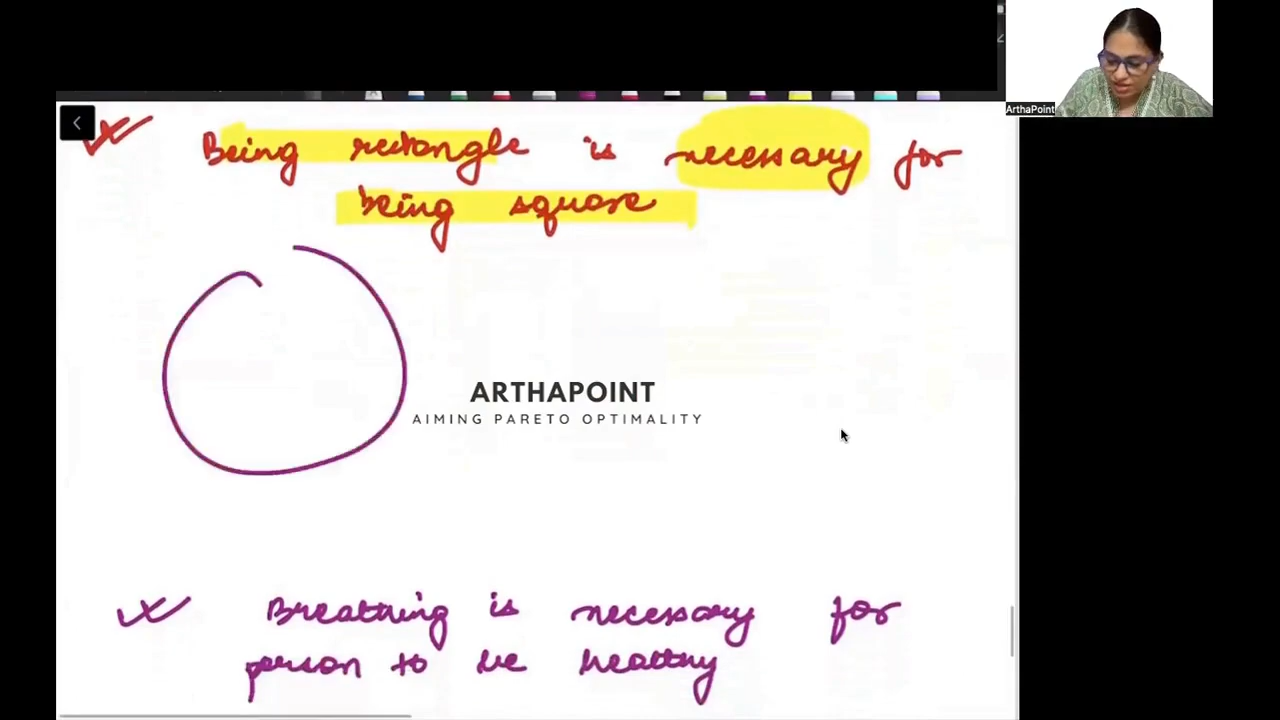 ArthaPoint
Being rectangle is necessary for
being square
ARTHAPOINT
AIMING PARETO OPTIMALITY
Breathing is necessary for
person to be healthy